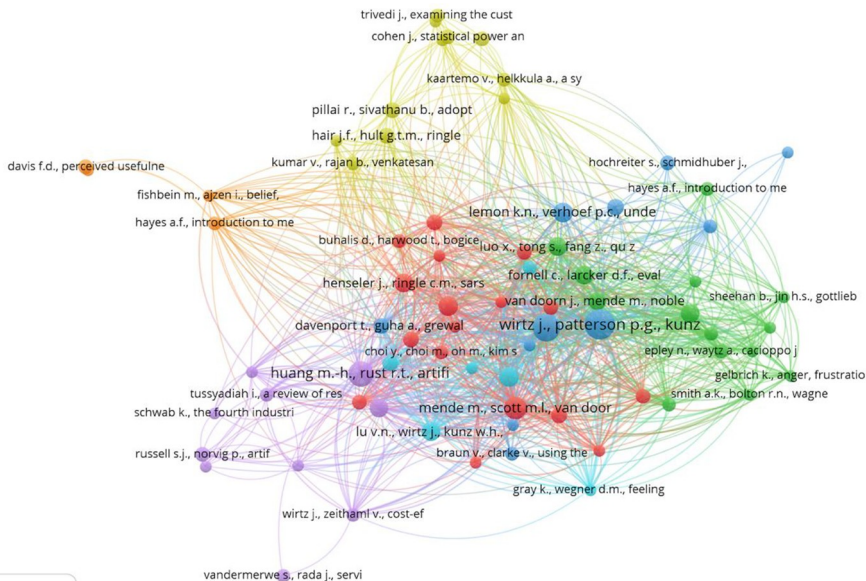 trivedi j., examining the cust
cohen j., statistical power an
kaartemo v., helkkula a., a sy
pillai r., sivathanu b., adopt
hair j.f., hult g.t.m., ringle
davis f.d., perceived usefulne
kumar v., rajan b., venkatesan
hochreiter s., schmidhuber j.,
fishbein m., ajzen i., belief,
hayes a.f., introduction to me
lemon k.n., verhoef p.c., unde
hayes a.f., introduction to me
buhalis d., harwood t., bogice
luo x., tong s., fang z., qu z
fornell c., larcker d.f., eval
henseler j., ringle c.m., sars
van doorn j., mende m., noble
sheehan b., jin h.s., gottlieb
davenport t., guha a., grewal
wirtz j., patterson p.g., kunz
choi y., choi m., oh m., kim s
epley n., waytz a., cacioppo j
huang m.-h., rust r.t., artifi
gelbrich k., anger, frustratio
tussyadiah i., a review of res
smith a.k., bolton r.n., wagne
schwab k., the fourth industri
mende m., scott m.l., van door
lu v.n., wirtz j., kunz w.h.,
russell s.j., norvig p., artif
braun v., clarke v., using the
gray k., wegner d.m., feeling
wirtz j., zeithaml v., cost-ef
vandermerwe s., rada j., servi